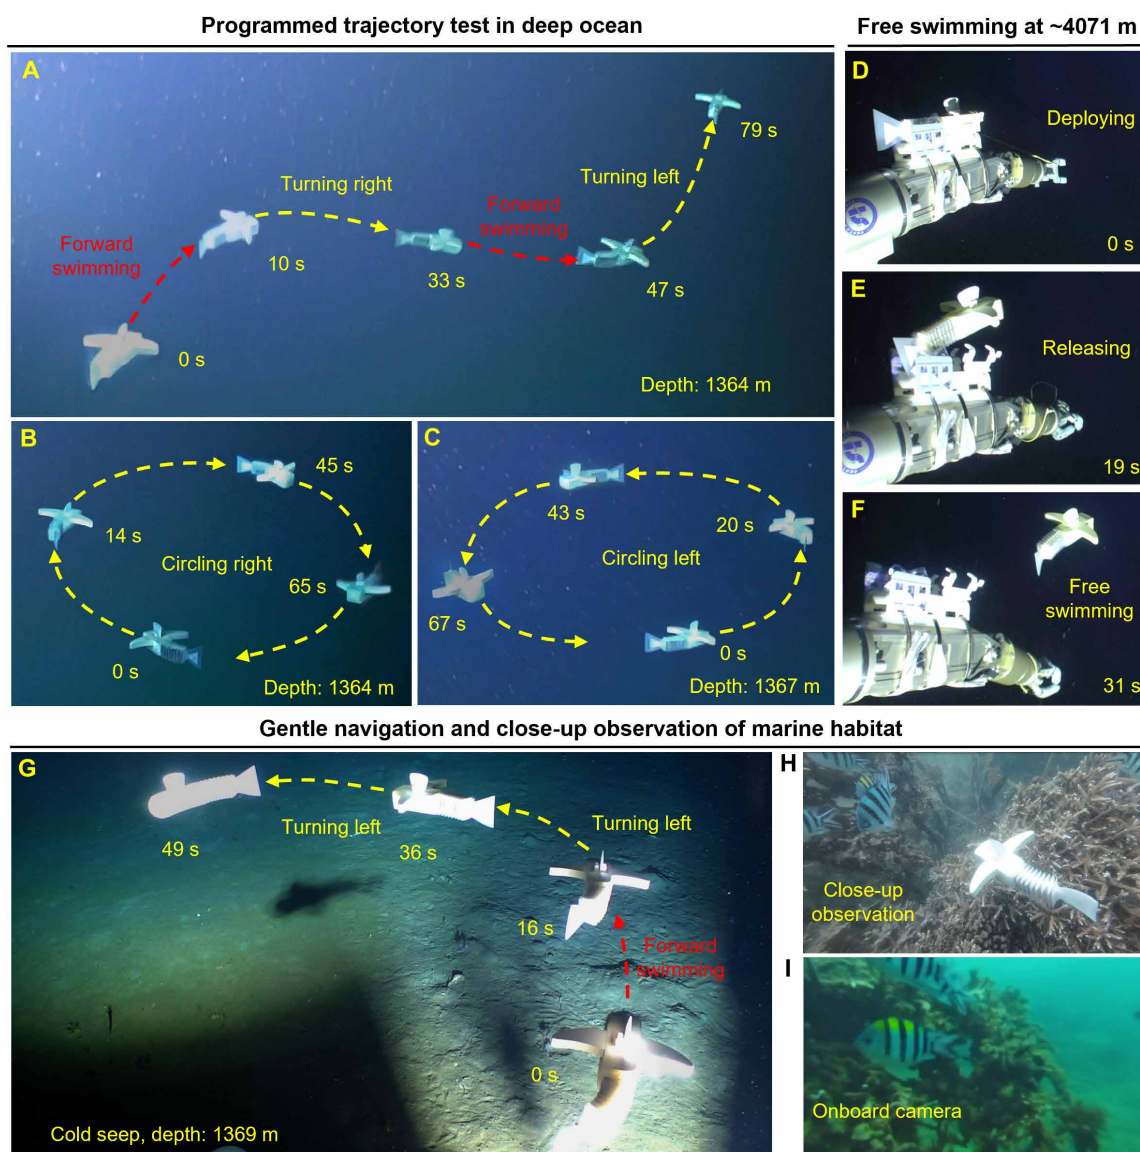 Programmed trajectory test in deep ocean
Free swimming at ~4071 m
A
79 s
Turning right
Turning left
Forward
swimming
Forward
swimming
10 s
33 s
47 s
0 s
Depth: 1364 m
B
45 s
14 s
Circling right
65 s
0 s
Depth: 1364 m
C
43 s
20 s
Circling left
67 s
0 s
Depth: 1367 m
D
Deploying
0 s
E
Releasing
19 s
F
Free
swimming
31 s
Gentle navigation and close-up observation of marine habitat
G
Turning left
Turning left
49 s
36 s
16 s
Forward
swimming
0 s
Cold seep, depth: 1369 m
H
Close-up
observation
I
Onboard camera